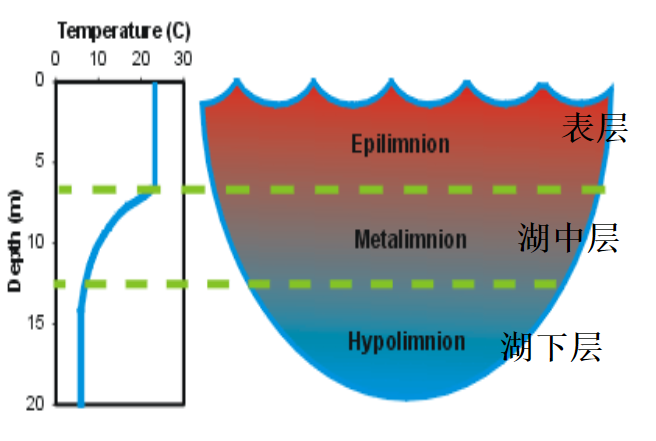 Temperature (C)
0 10 20 30
0
5
10
15
20
Depth (m)
Epilimnion
表层
Metalimnion
湖中层
Hypolimnion
湖下层